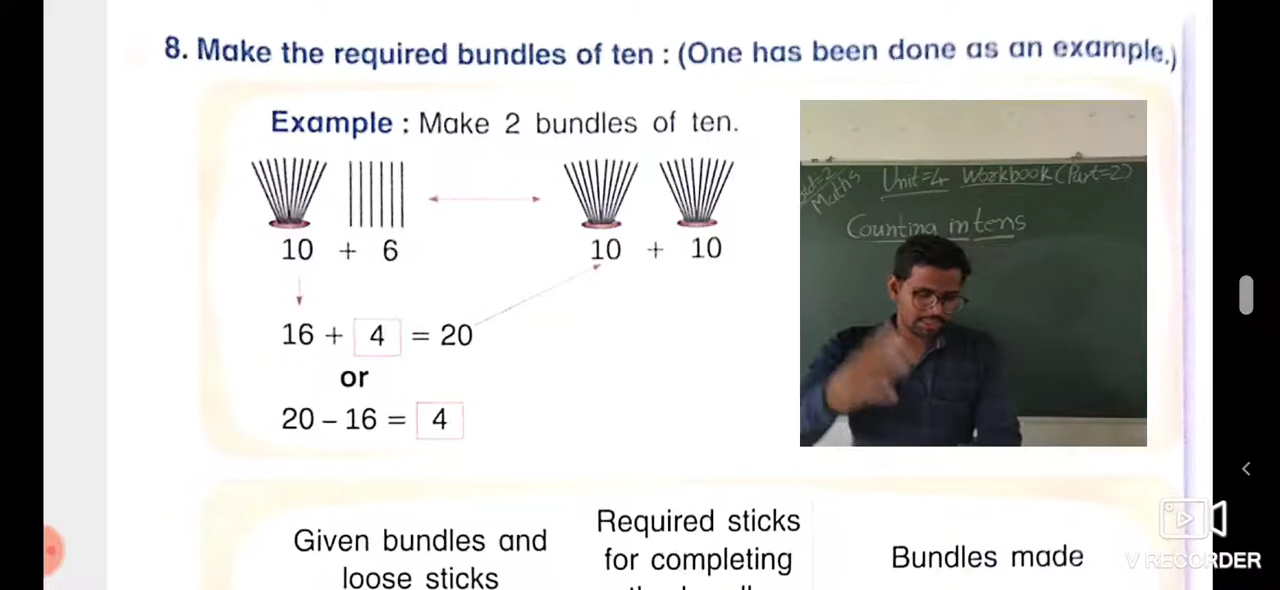 8. Make the required bundles of ten : (One has been done as an example.)
Example : Make 2 bundles of ten.
10 + 6
10 + 10
16 + 4 = 20
or
20 – 16 = 4
Unit=4 Workbook (Part=2)
Maths
Counting in tens
Given bundles and
loose sticks
Required sticks
for completing
Bundles made
V RECORDER